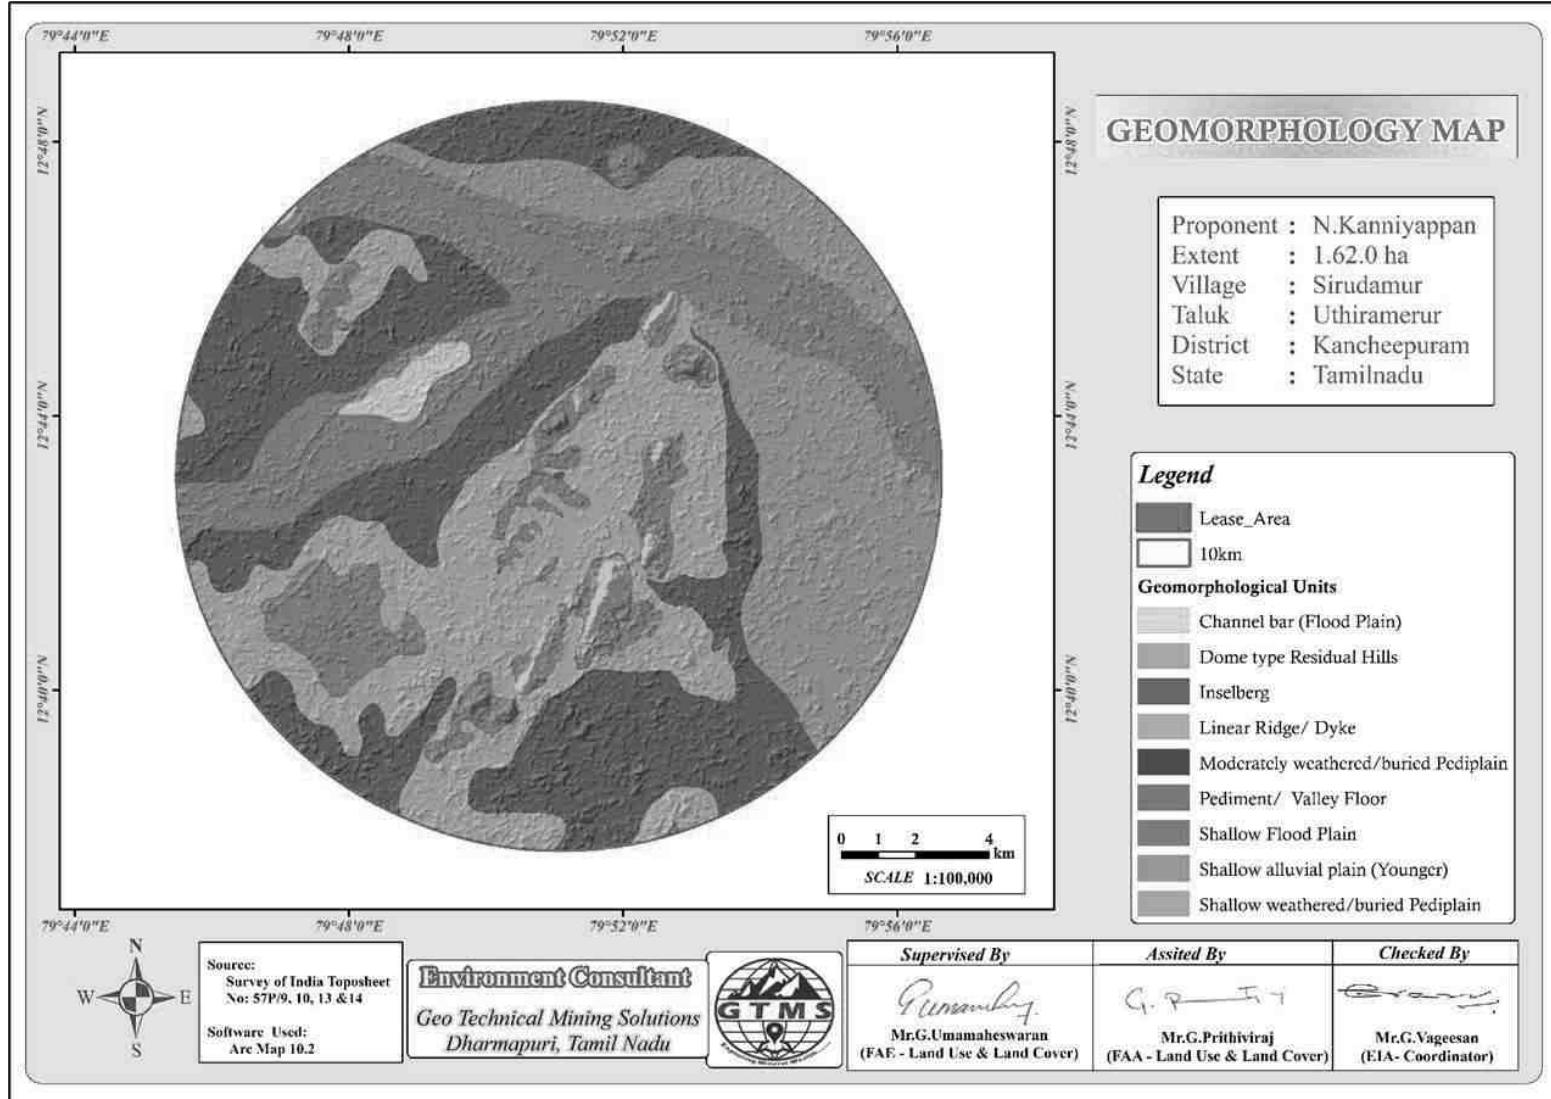 79°44'0"E 79°48'0"E 79°52'0"E 79°56'0"E
12°48'0"N
12°44'0"N
12°40'0"N
12°48'0"N
12°44'0"N
12°40'0"N
79°44'0"E 79°48'0"E 79°52'0"E 79°56'0"E
0 1 2 4
km
SCALE 1:100,000
GEOMORPHOLOGY MAP
Proponent : N.Kanniyappan
Extent : 1.62.0 ha
Village : Sirudamur
Taluk : Uthiramerur
District : Kancheepuram
State : Tamilnadu
Legend
Lease_Area
10km
Geomorphological Units
Channel bar (Flood Plain)
Dome type Residual Hills
Inselberg
Linear Ridge/ Dyke
Moderately weathered/buried Pediplain
Pediment/ Valley Floor
Shallow Flood Plain
Shallow alluvial plain (Younger)
Shallow weathered/buried Pediplain
N
W E
S
Source:
Survey of India Toposheet
No: 57P/9, 10, 13 &14
Software Used:
Arc Map 10.2
Environment Consultant
Geo Technical Mining Solutions
Dharmapuri, Tamil Nadu
GTMS
Supervised By
Mr.G.Umamaheswaran
(FAE - Land Use & Land Cover)
Assited By
Mr.G.Prithiviraj
(FAA - Land Use & Land Cover)
Checked By
Mr.G.Vageesan
(EIA- Coordinator)